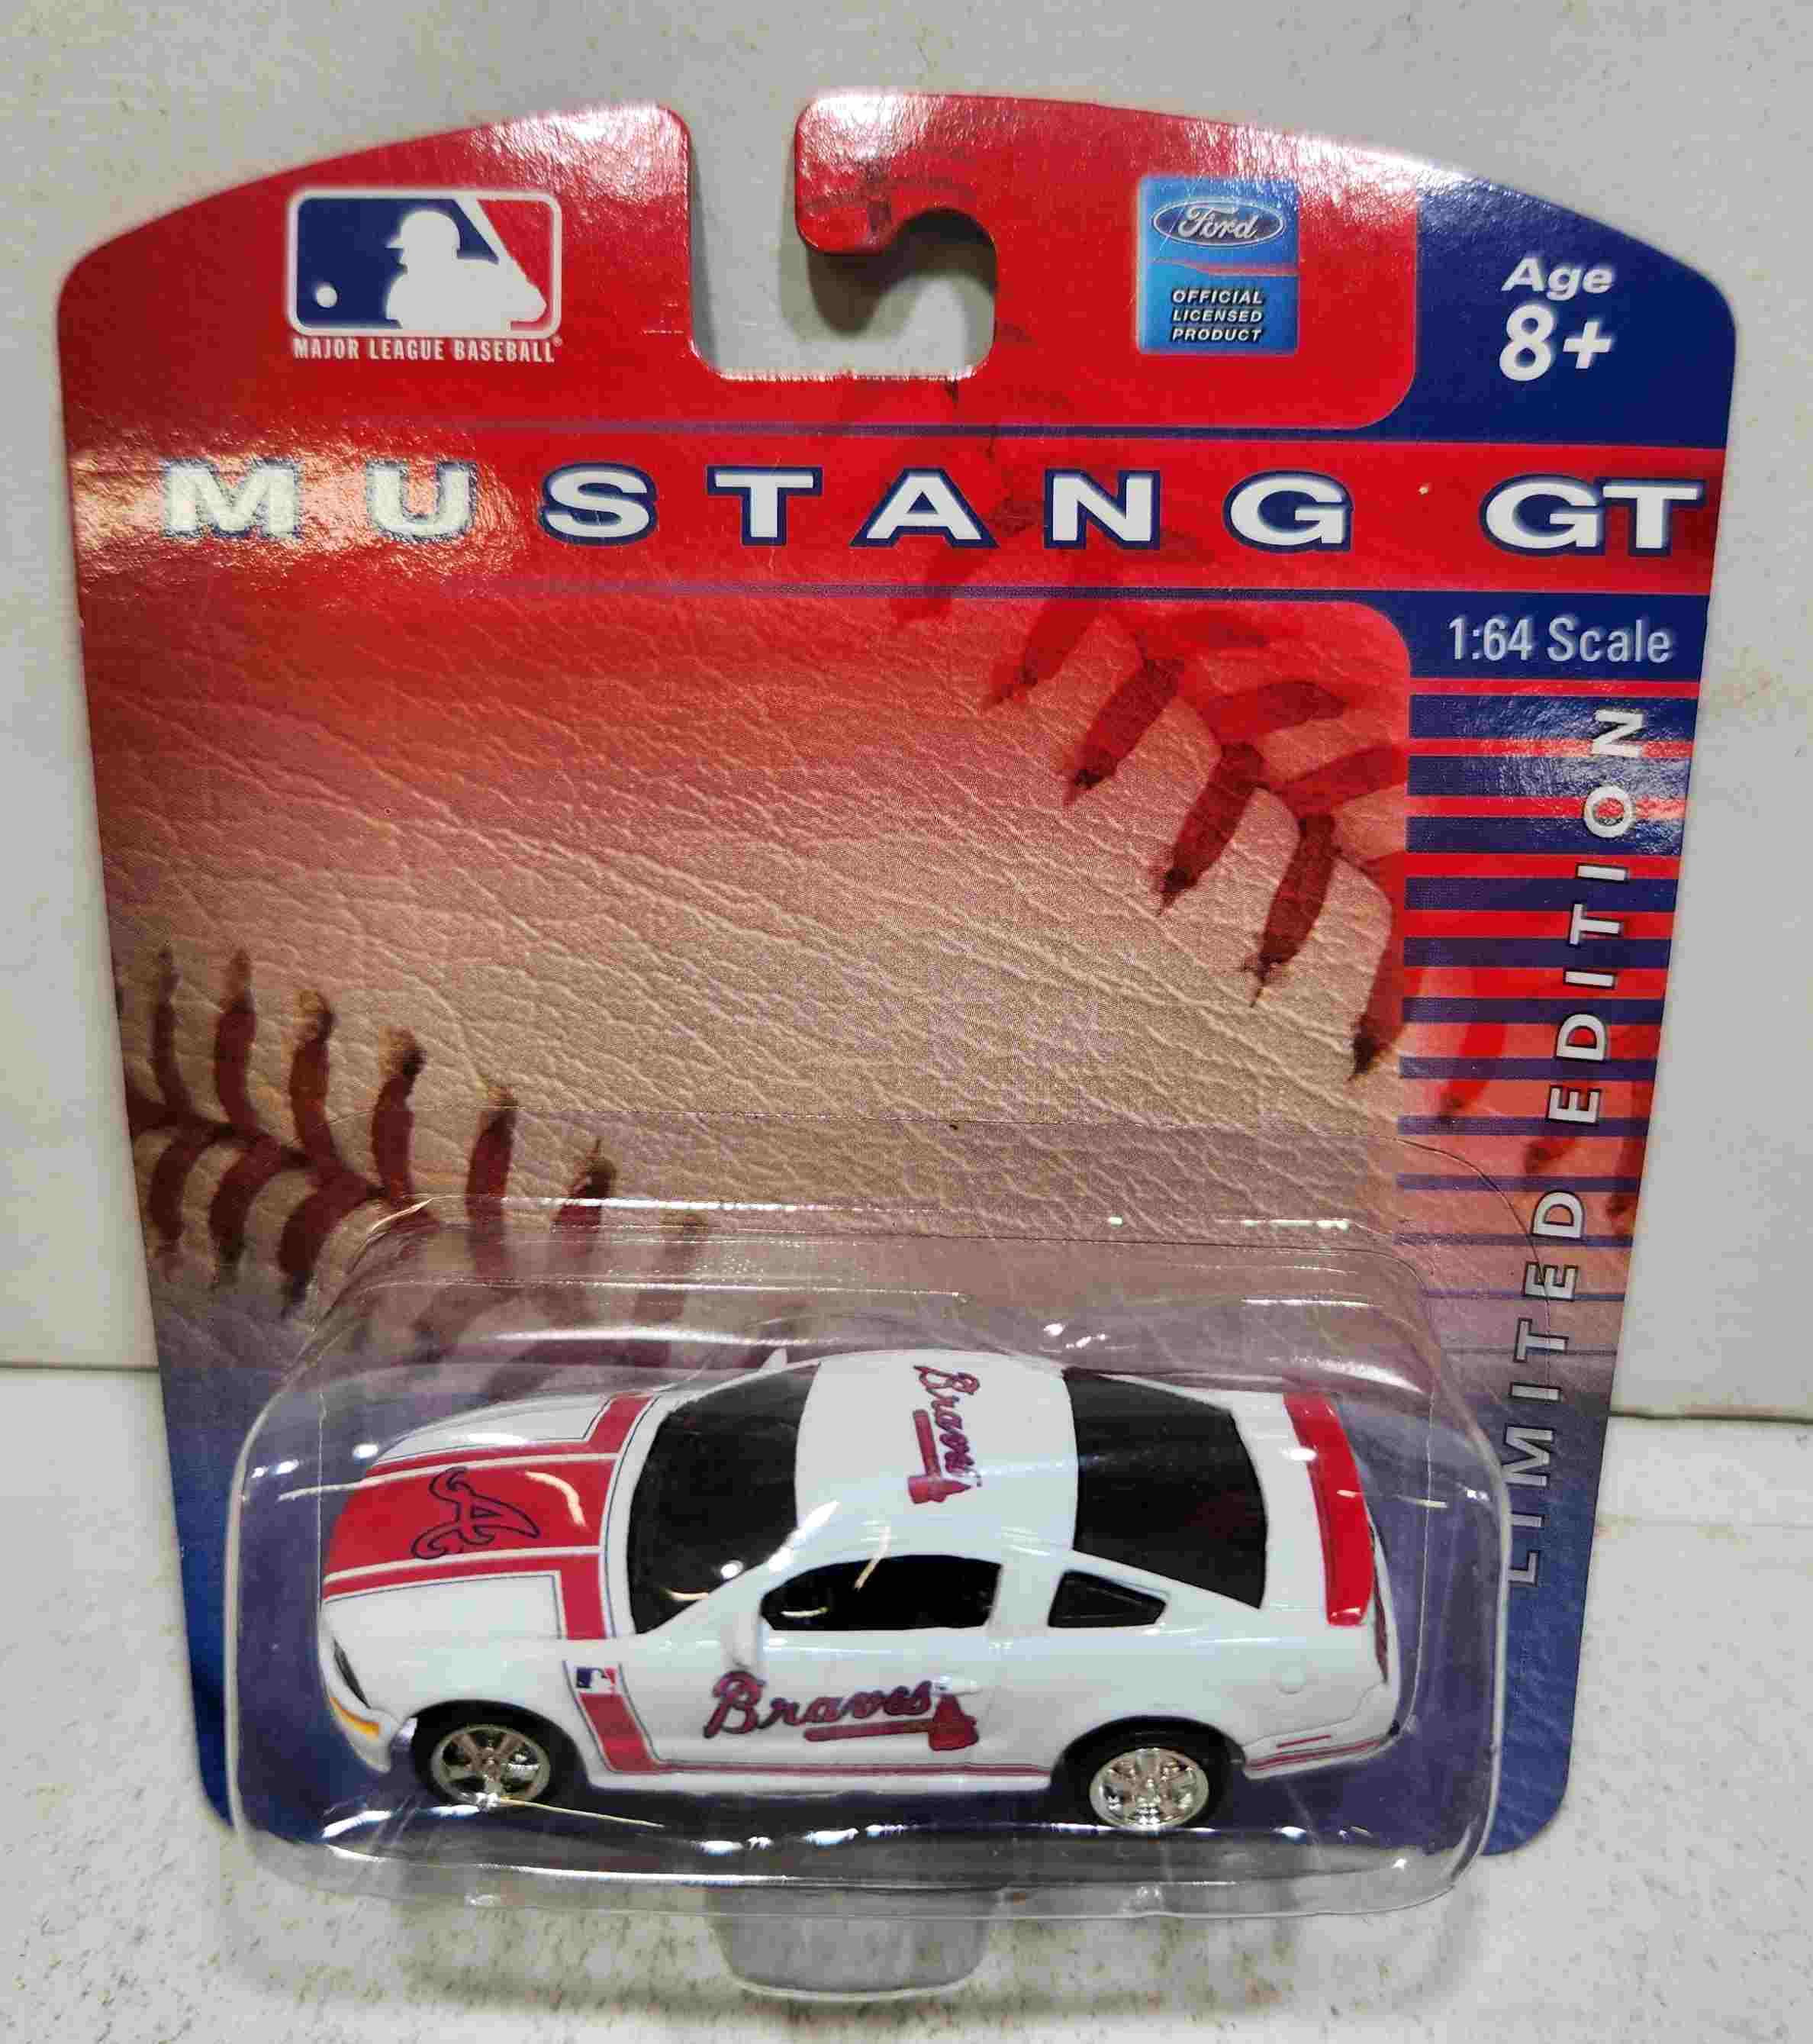 MAJOR LEAGUE BASEBALL
Ford
OFFICIAL
LICENSED
PRODUCT
Age
8+
MUSTANG GT
1:64 Scale
LIMITED EDITION
Braves
A
Braves